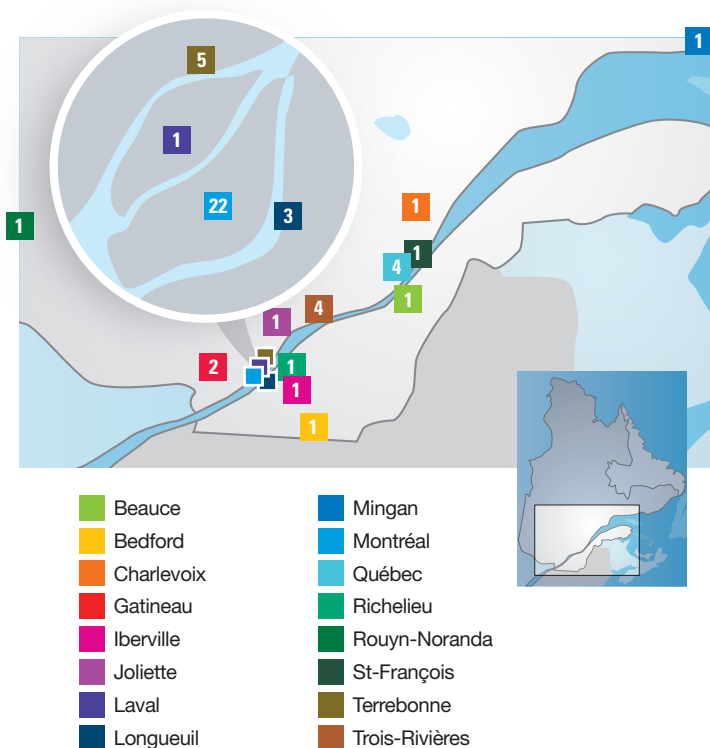 1
5
1
22
3
1
1
1
4
1
4
1
2
1
1
1
Beauce
Bedford
Charlevoix
Gatineau
Iberville
Joliette
Laval
Longueuil
Mingan
Montréal
Québec
Richelieu
Rouyn-Noranda
St-François
Terrebonne
Trois-Rivières